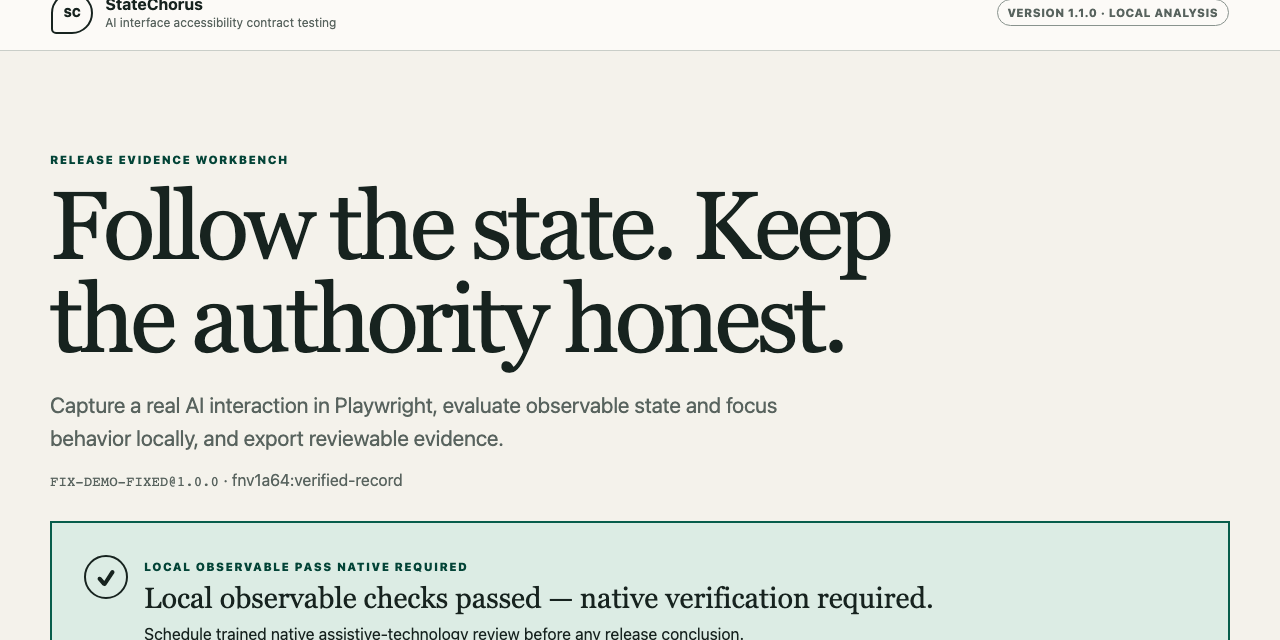 SC
StateChorus
AI interface accessibility contract testing
VERSION 1.1.0 · LOCAL ANALYSIS
RELEASE EVIDENCE WORKBENCH
Follow the state. Keep
the authority honest.
Capture a real AI interaction in Playwright, evaluate observable state and focus
behavior locally, and export reviewable evidence.
FIX-DEMO-FIXED@1.0.0 · fnv1a64:verified-record
LOCAL OBSERVABLE PASS NATIVE REQUIRED
Local observable checks passed — native verification required.
Schedule trained native assistive-technology review before any release conclusion.